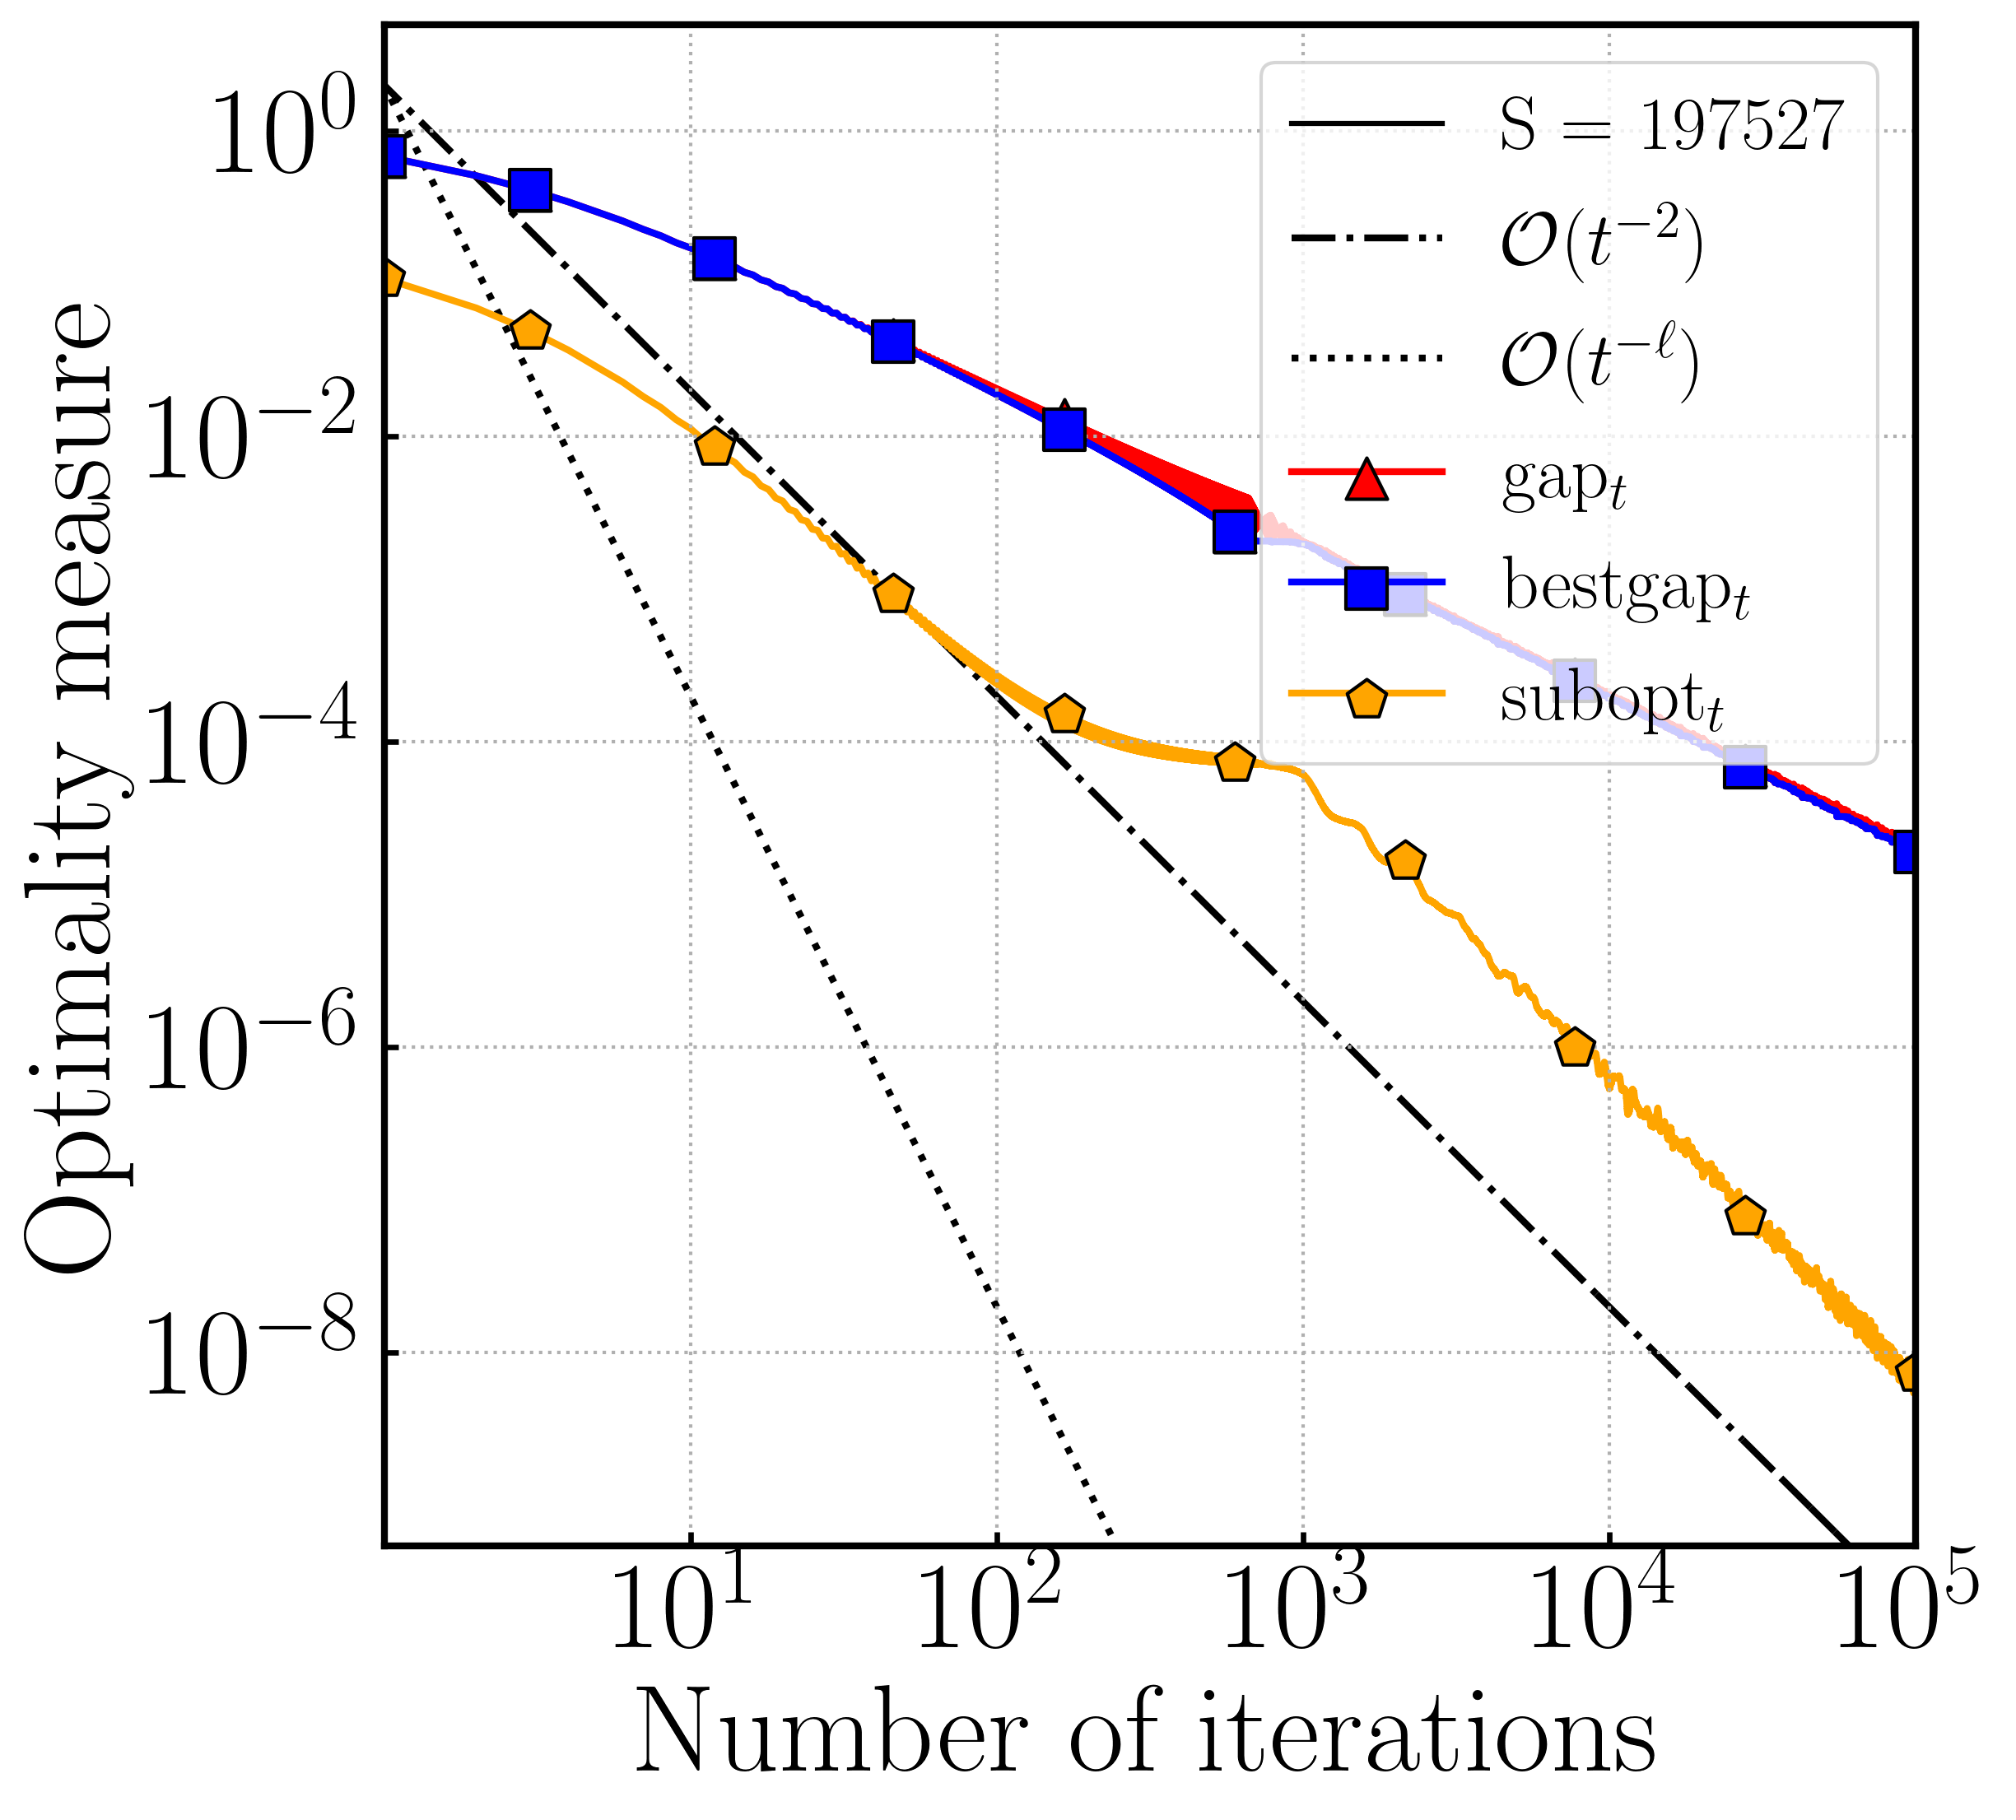 Optimality measure
10⁰
10⁻²
10⁻⁴
10⁻⁶
10⁻⁸
S = 197527
𝒪(t⁻²)
𝒪(t^{−ℓ})
gapₜ
bestgapₜ
suboptₜ
10¹ 10² 10³ 10⁴ 10⁵
Number of iterations